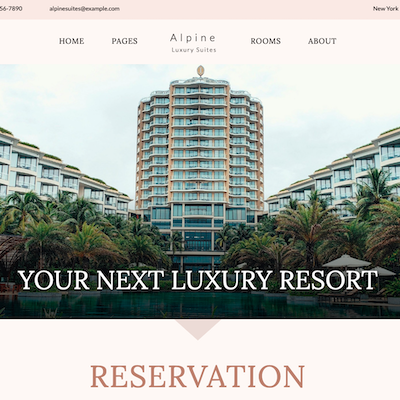 56-7890 alpinesuites@example.com New York
HOME PAGES Alpine ROOMS ABOUT
Luxury Suites
YOUR NEXT LUXURY RESORT
RESERVATION